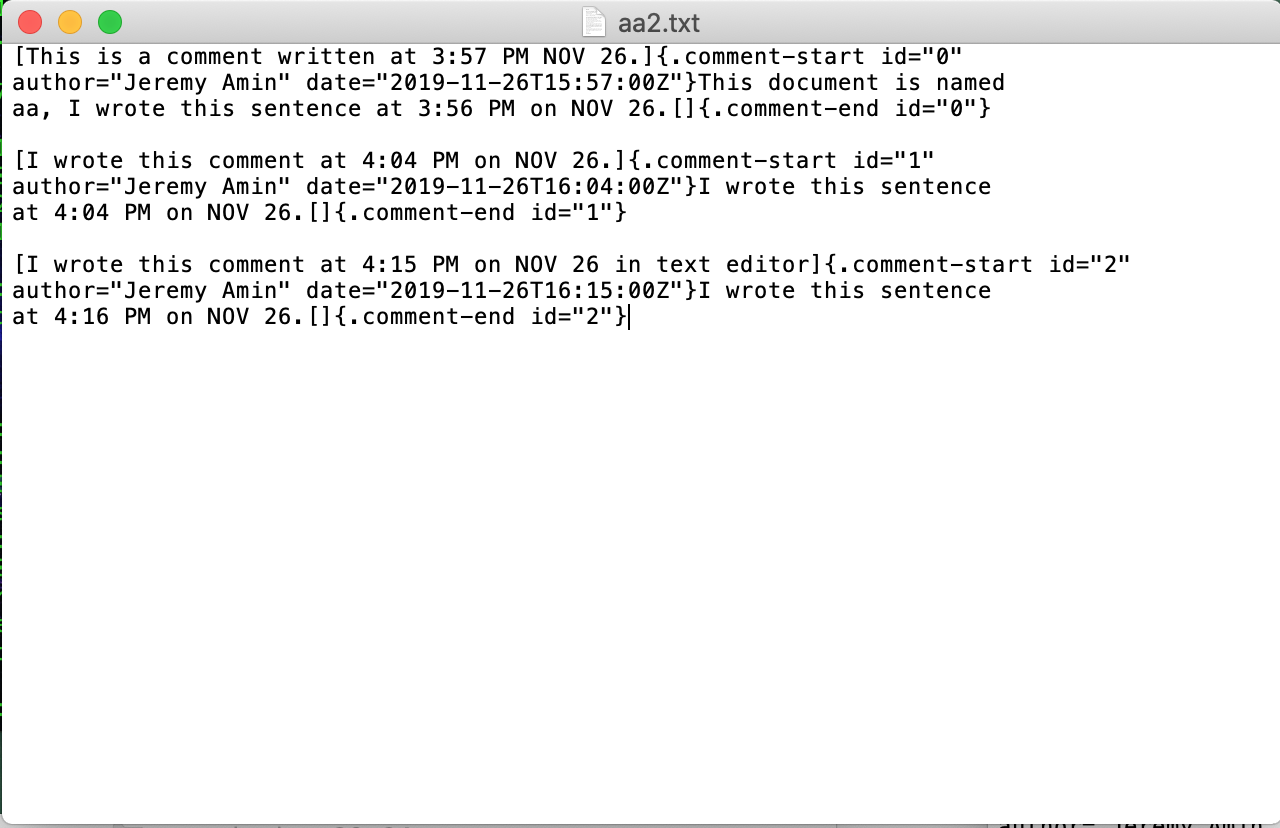 aa2.txt
[This is a comment written at 3:57 PM NOV 26.]{.comment-start id="0"
author="Jeremy Amin" date="2019-11-26T15:57:00Z"}This document is named
aa, I wrote this sentence at 3:56 PM on NOV 26.[]{.comment-end id="0"}
[I wrote this comment at 4:04 PM on NOV 26.]{.comment-start id="1"
author="Jeremy Amin" date="2019-11-26T16:04:00Z"}I wrote this sentence
at 4:04 PM on NOV 26.[]{.comment-end id="1"}
[I wrote this comment at 4:15 PM on NOV 26 in text editor]{.comment-start id="2"
author="Jeremy Amin" date="2019-11-26T16:15:00Z"}I wrote this sentence
at 4:16 PM on NOV 26.[]{.comment-end id="2"}